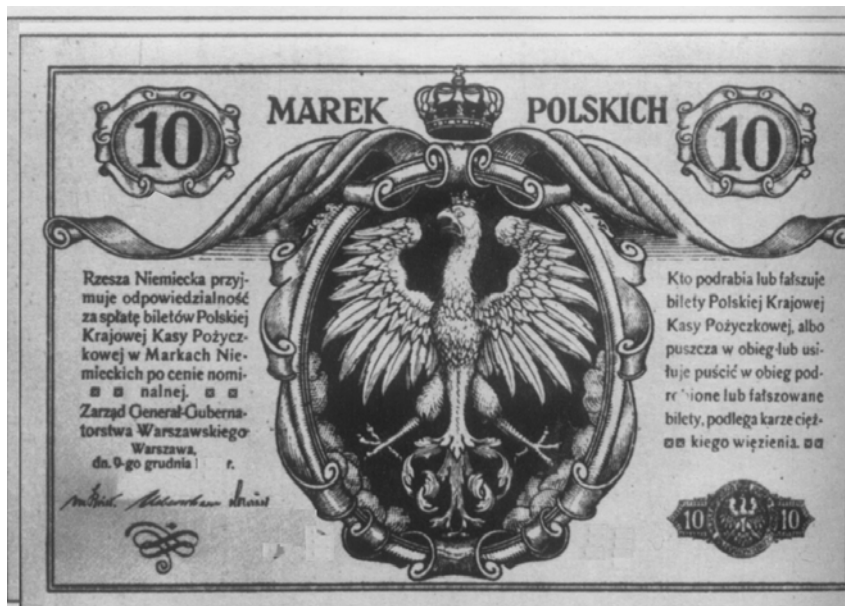 10
MAREK POLSKICH
10
Rzesza Niemiecka przyj-
muje odpowiedzialność
za spłatę biletów Polskiej
Krajowej Kasy Pożycz-
kowej w Markach Nie-
mieckich po cenie nomi-
nalnej.
Zarząd Generał-Guberna-
torstwa Warszawskiego
Warszawa,
dn. 9-go grudnia r.
Kto podrabia lub fałszuje
bilety Polskiej Krajowej
Kasy Pożyczkowej, albo
puszcza w obieg lub usi-
łuje puścić w obieg pod-
lub fałszowane
bilety, podlega karze cięż-
kiego więzienia.
10 10